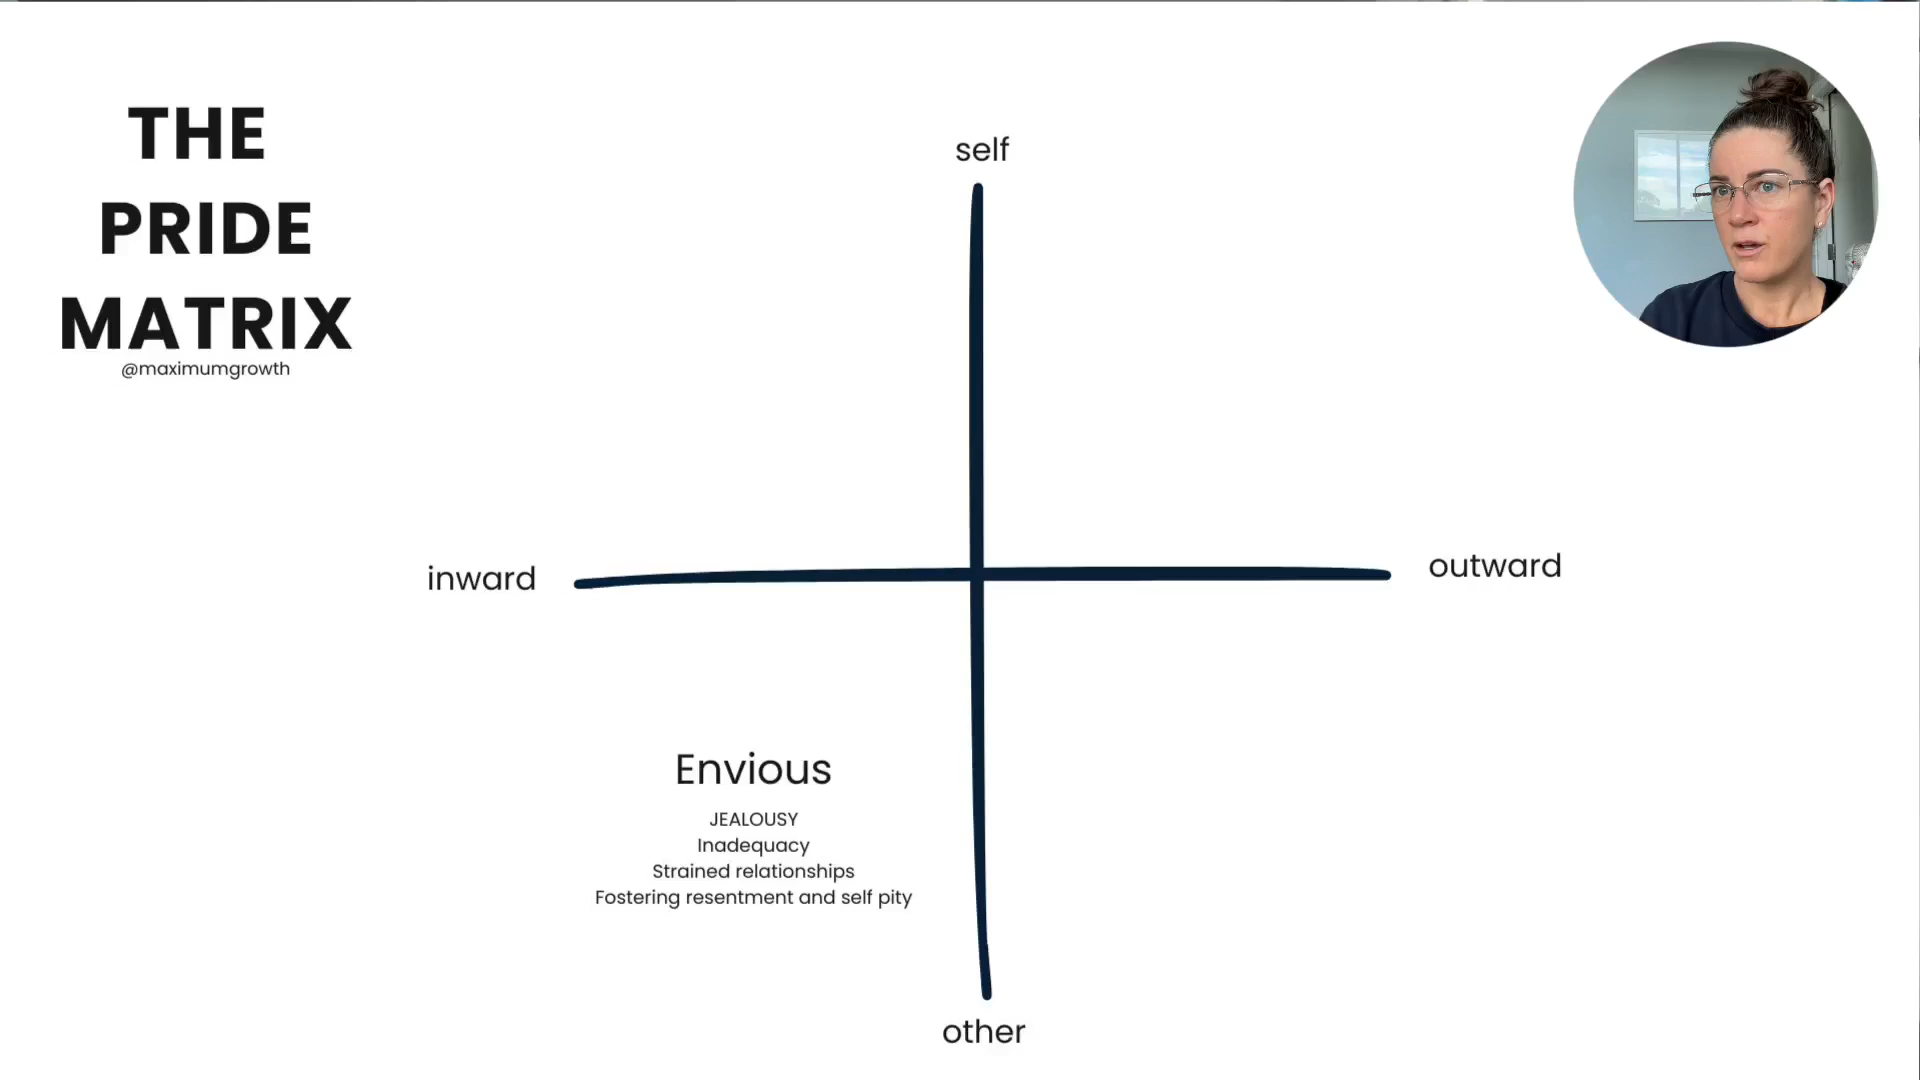 THE
PRIDE
MATRIX
@maximumgrowth
self
inward
outward
Envious
JEALOUSY
Inadequacy
Strained relationships
Fostering resentment and self pity
other